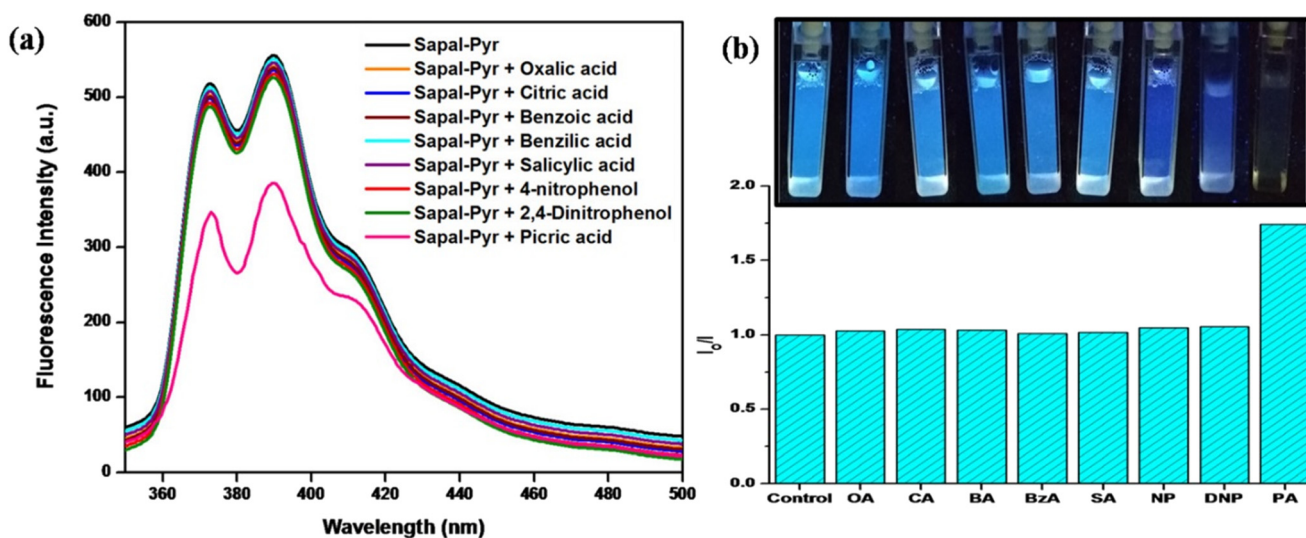 (a)
600
500
400
300
200
100
0
Fluorescence Intensity (a.u.)
Sapal-Pyr
Sapal-Pyr + Oxalic acid
Sapal-Pyr + Citric acid
Sapal-Pyr + Benzoic acid
Sapal-Pyr + Benzilic acid
Sapal-Pyr + Salicylic acid
Sapal-Pyr + 4-nitrophenol
Sapal-Pyr + 2,4-Dinitrophenol
Sapal-Pyr + Picric acid
360 380 400 420 440 460 480 500
Wavelength (nm)
(b)
2.0
1.5
1.0
0.5
0.0
I₀/I
Control OA CA BA BzA SA NP DNP PA